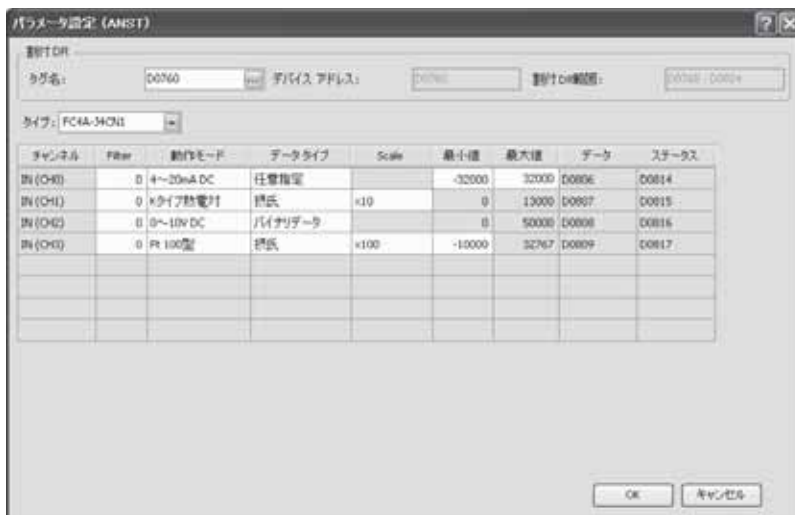 パラメータ設定 (ANST)
割付DR
タグ名: D0760 デバイス アドレス: D0760 割付DR範囲:
タイプ: FC4A-J4CN1
チャンネル Filter 動作モード データタイプ Scale 最小値 最大値 データ ステータス
IN (CH0) 0 4～20mA DC 任意指定 -32000 32000 D0806 D0814
IN (CH1) 0 Kタイプ熱電対 摂氏 ×10 0 13000 D0807 D0815
IN (CH2) 0 0～10V DC バイナリデータ 0 50000 D0808 D0816
IN (CH3) 0 Pt 100型 摂氏 ×100 -10000 32767 D0809 D0817
OK キャンセル